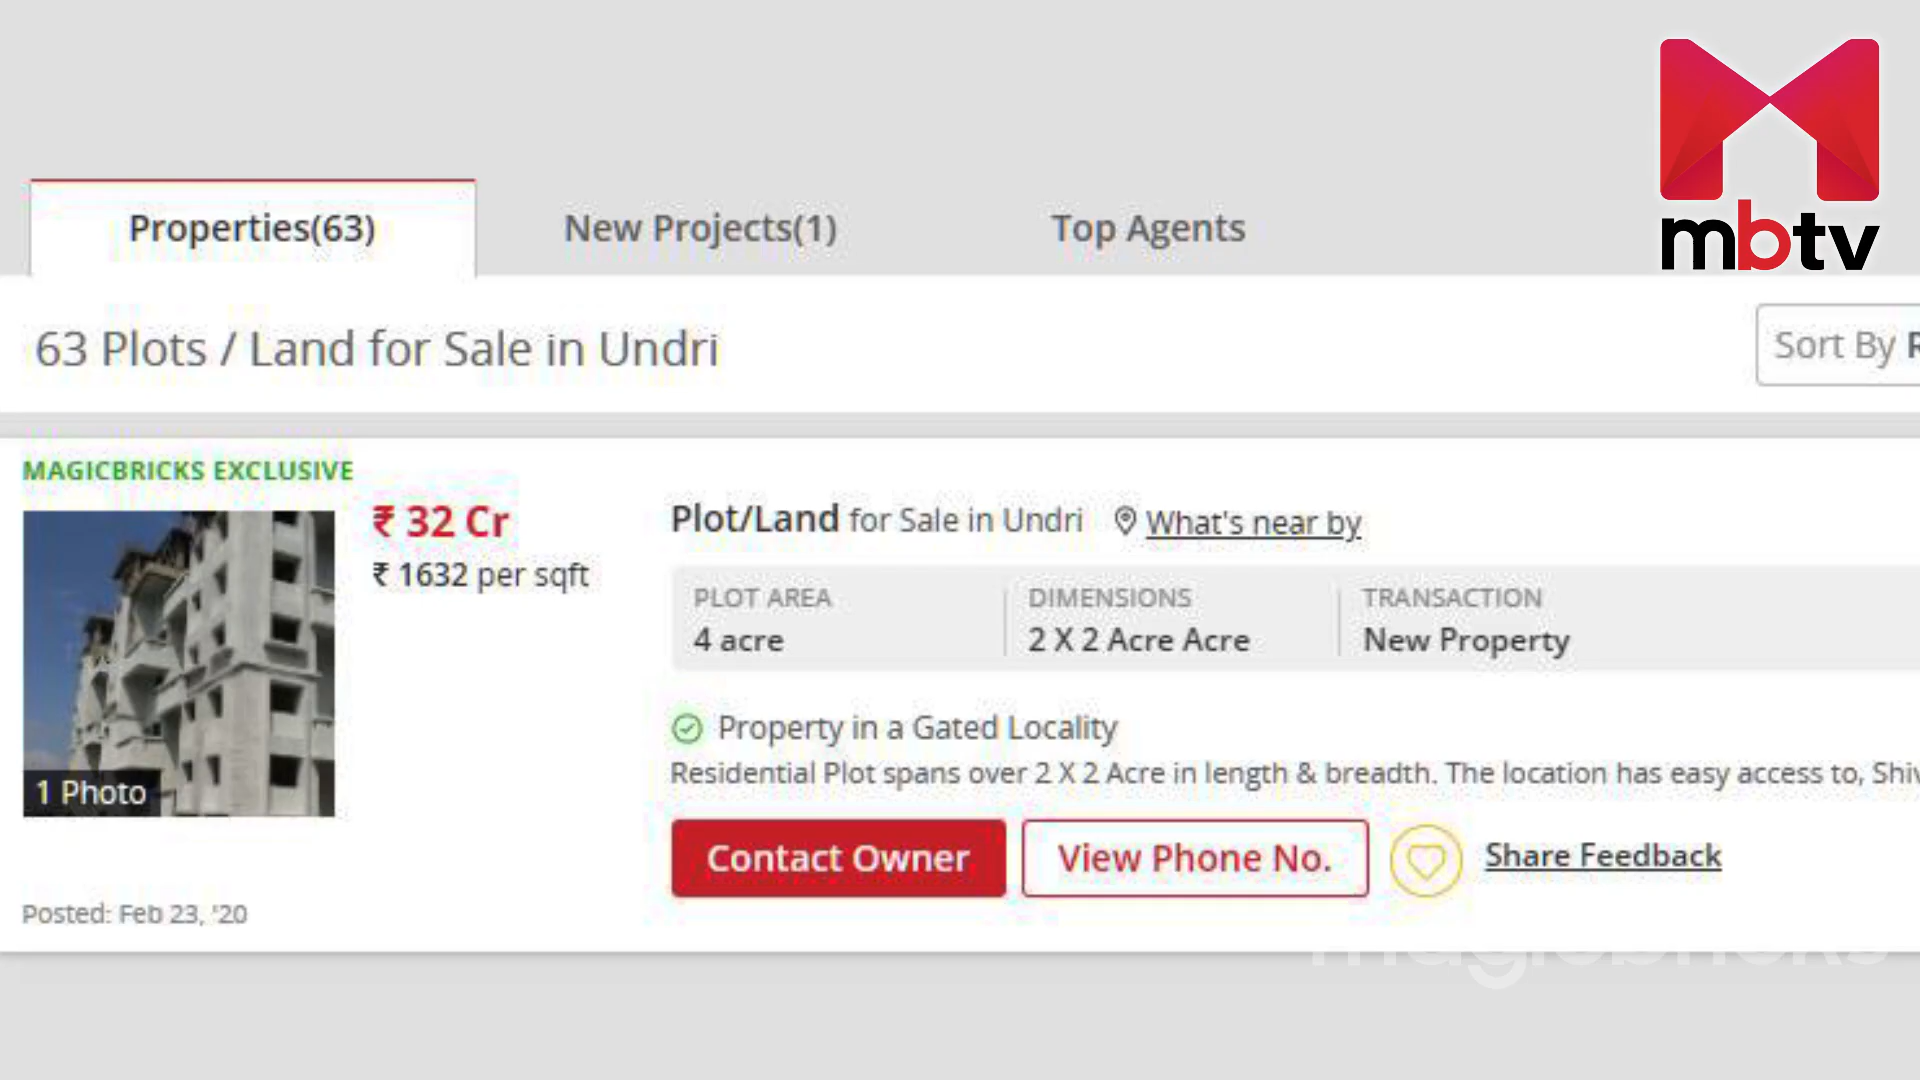 mbtv
Properties(63)
New Projects(1)
Top Agents
63 Plots / Land for Sale in Undri
Sort By
MAGICBRICKS EXCLUSIVE
₹ 32 Cr
₹ 1632 per sqft
1 Photo
Posted: Feb 23, '20
Plot/Land for Sale in Undri
What's near by
PLOT AREA
4 acre
DIMENSIONS
2 X 2 Acre Acre
TRANSACTION
New Property
Property in a Gated Locality
Residential Plot spans over 2 X 2 Acre in length & breadth. The location has easy access to, Shiv
Contact Owner
View Phone No.
Share Feedback
magicbricks